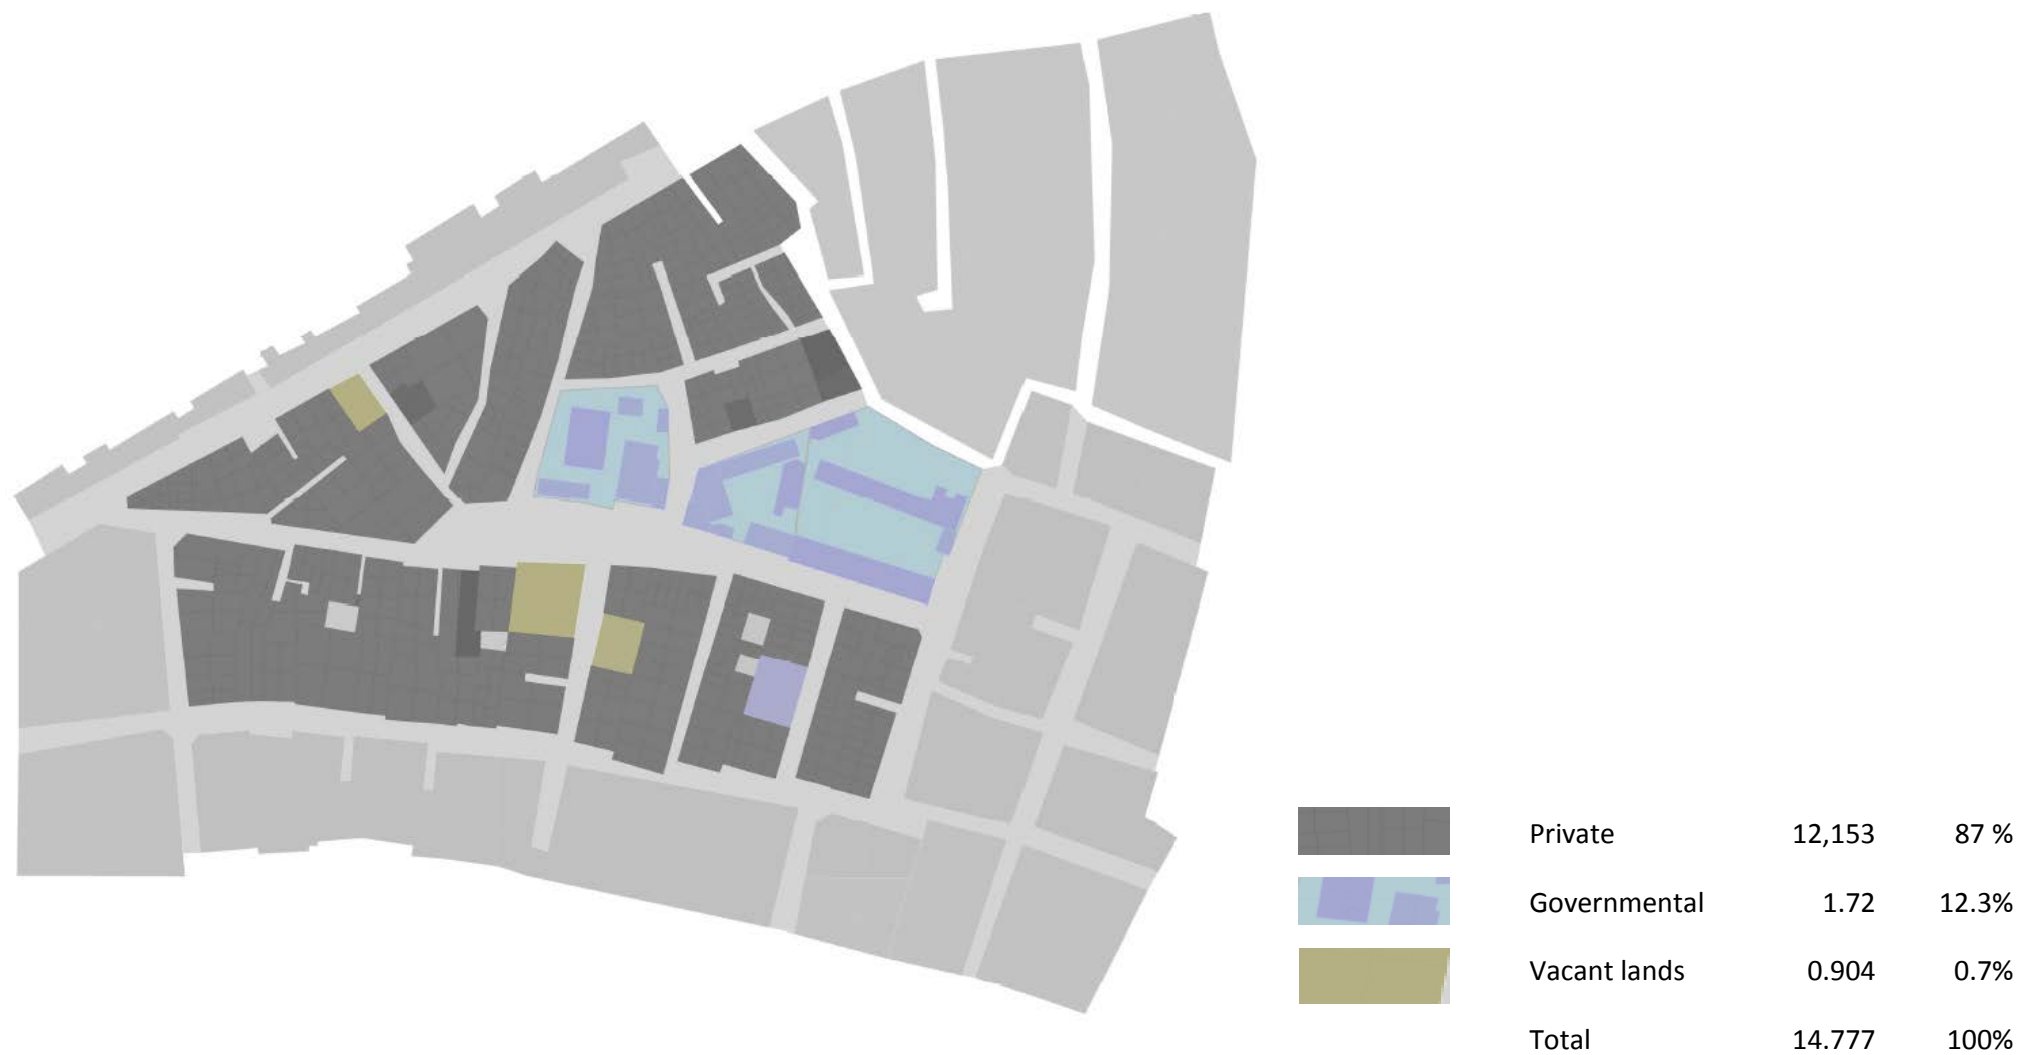 Private 12,153 87 %
Governmental 1.72 12.3%
Vacant lands 0.904 0.7%
Total 14.777 100%